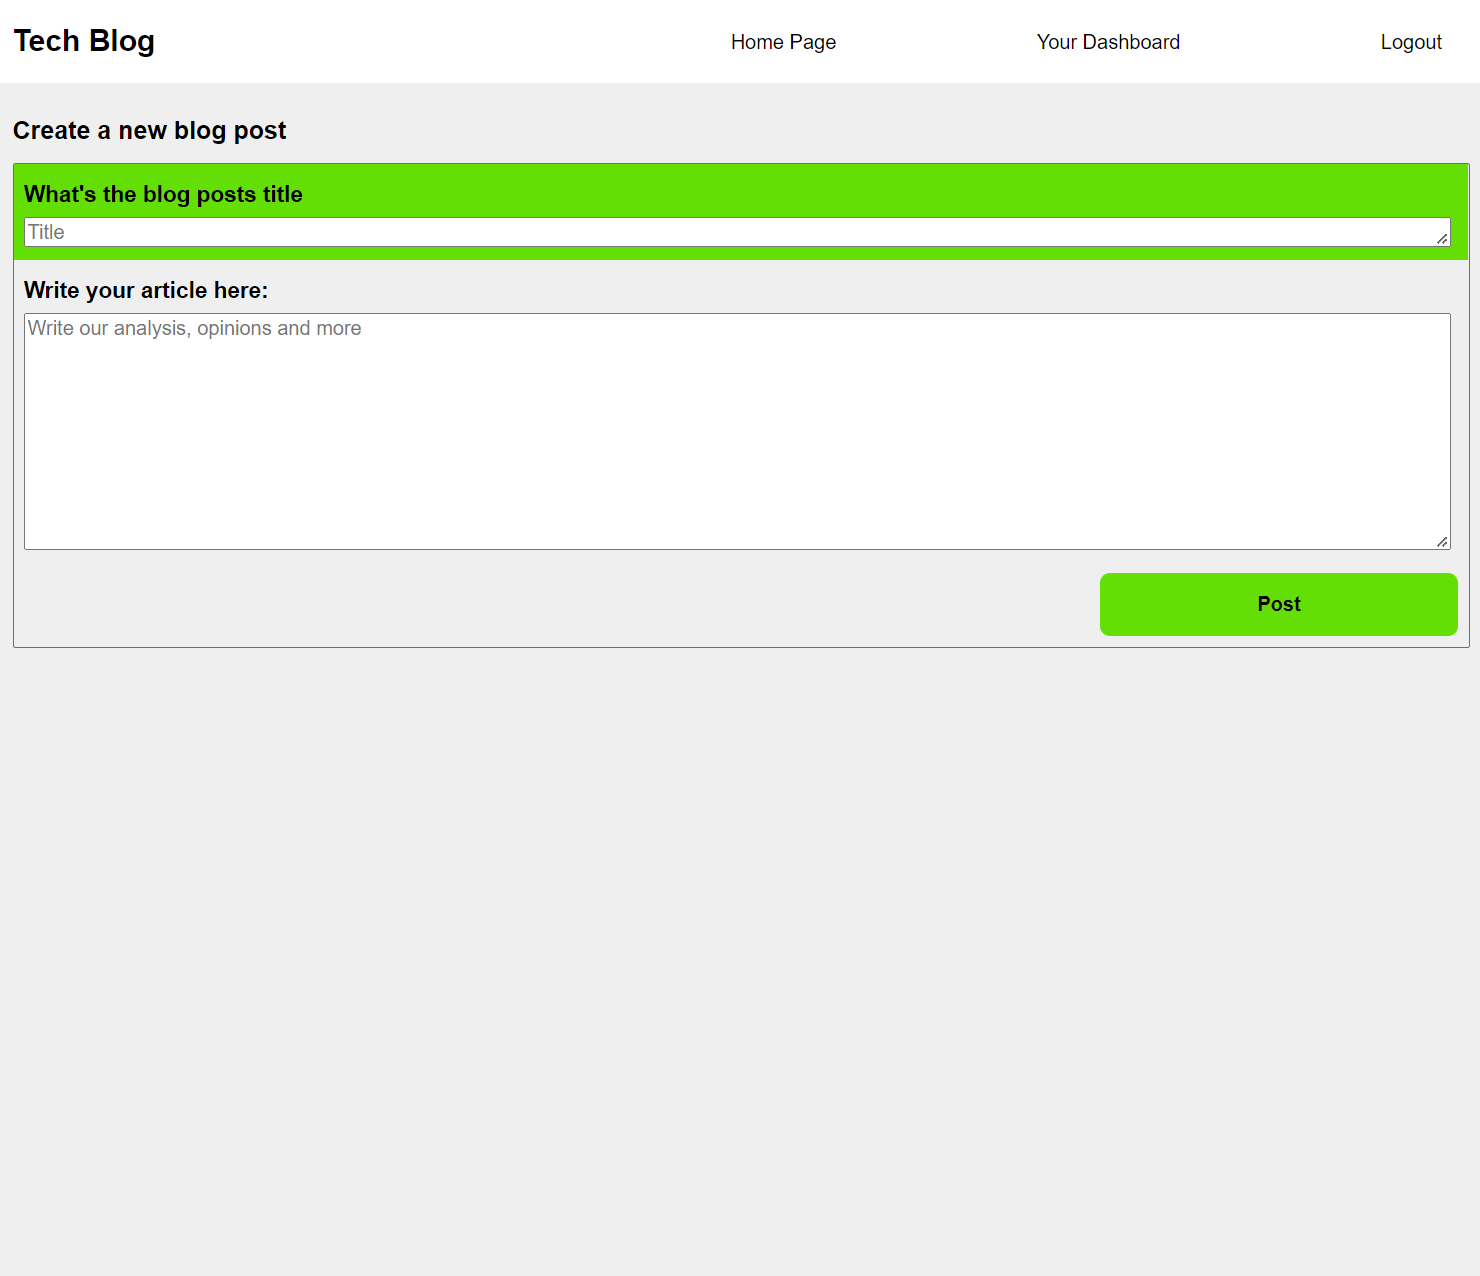 Tech Blog
Home Page
Your Dashboard
Logout
Create a new blog post
What's the blog posts title
Title
Write your article here:
Write our analysis, opinions and more
Post